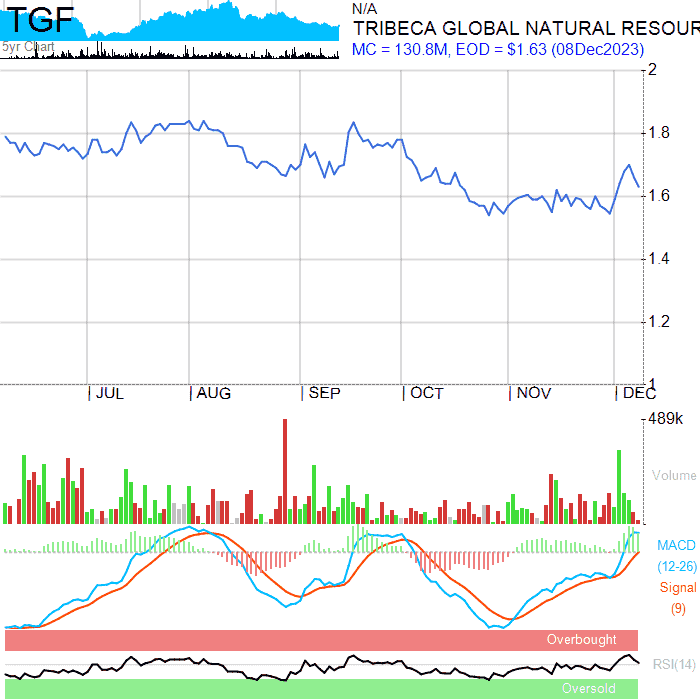 TGF
5yr Chart
N/A
TRIBECA GLOBAL NATURAL RESOUR
MC = 130.8M, EOD = $1.63 (08Dec2023)
2
1.8
1.6
1.4
1.2
1
JUL AUG SEP OCT NOV DEC
489k
Volume
MACD
(12-26)
Signal
(9)
Overbought
RSI(14)
Oversold